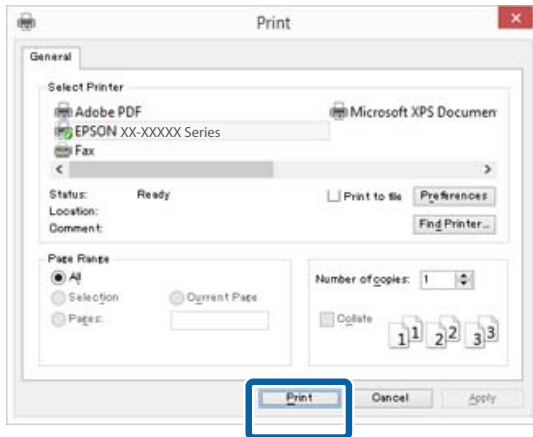 Print
General
Select Printer
Adobe PDF
Microsoft XPS Documen
EPSON XX-XXXXX Series
Fax
Status: Ready
Print to file
Preferences
Location:
Comment:
Find Printer...
Page Range
All
Selection
Current Page
Pages:
Number of copies: 1
Collate
1 1 2 2 3 3
Print
Cancel
Apply